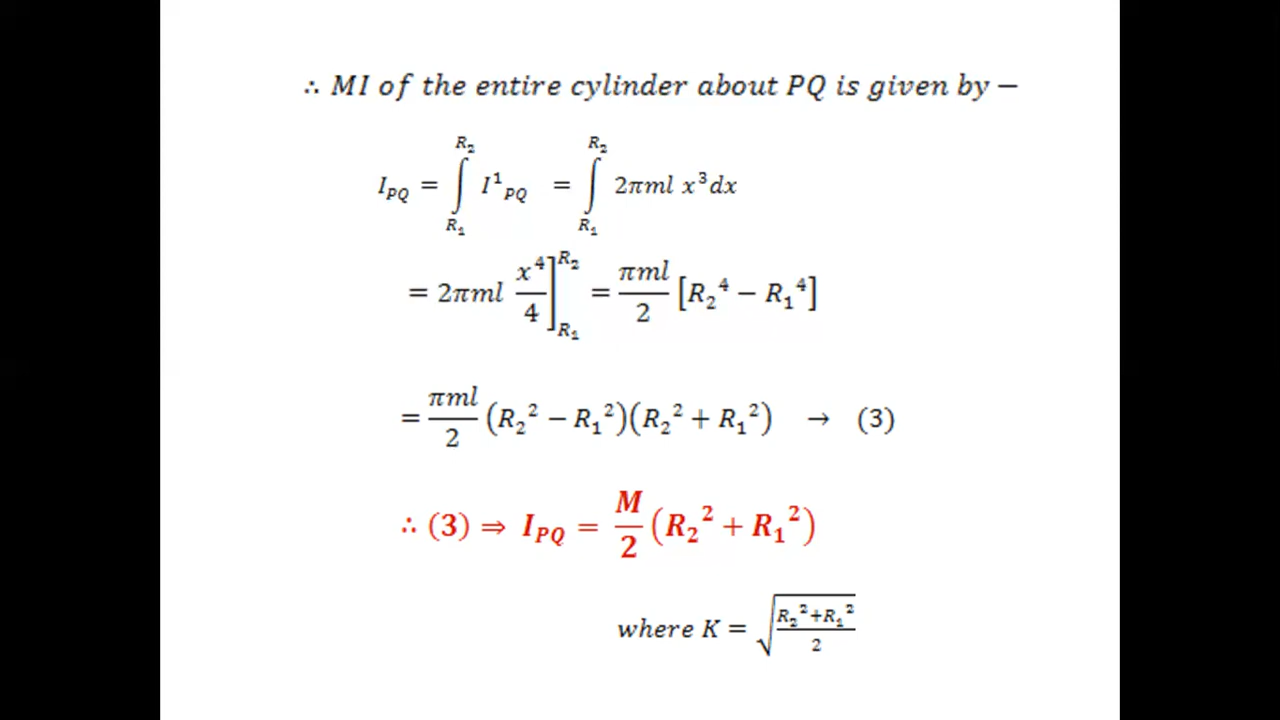 ∴ MI of the entire cylinder about PQ is given by −
I_PQ = ∫_{R₁}^{R₂} I¹_PQ = ∫_{R₁}^{R₂} 2πml x³dx
= 2πml x⁴/4]_{R₁}^{R₂} = πml/2 [R₂⁴ − R₁⁴]
= πml/2 (R₂² − R₁²)(R₂² + R₁²) → (3)
∴ (3) ⇒ I_PQ = M/2 (R₂² + R₁²)
where K = √((R₂²+R₁²)/2)